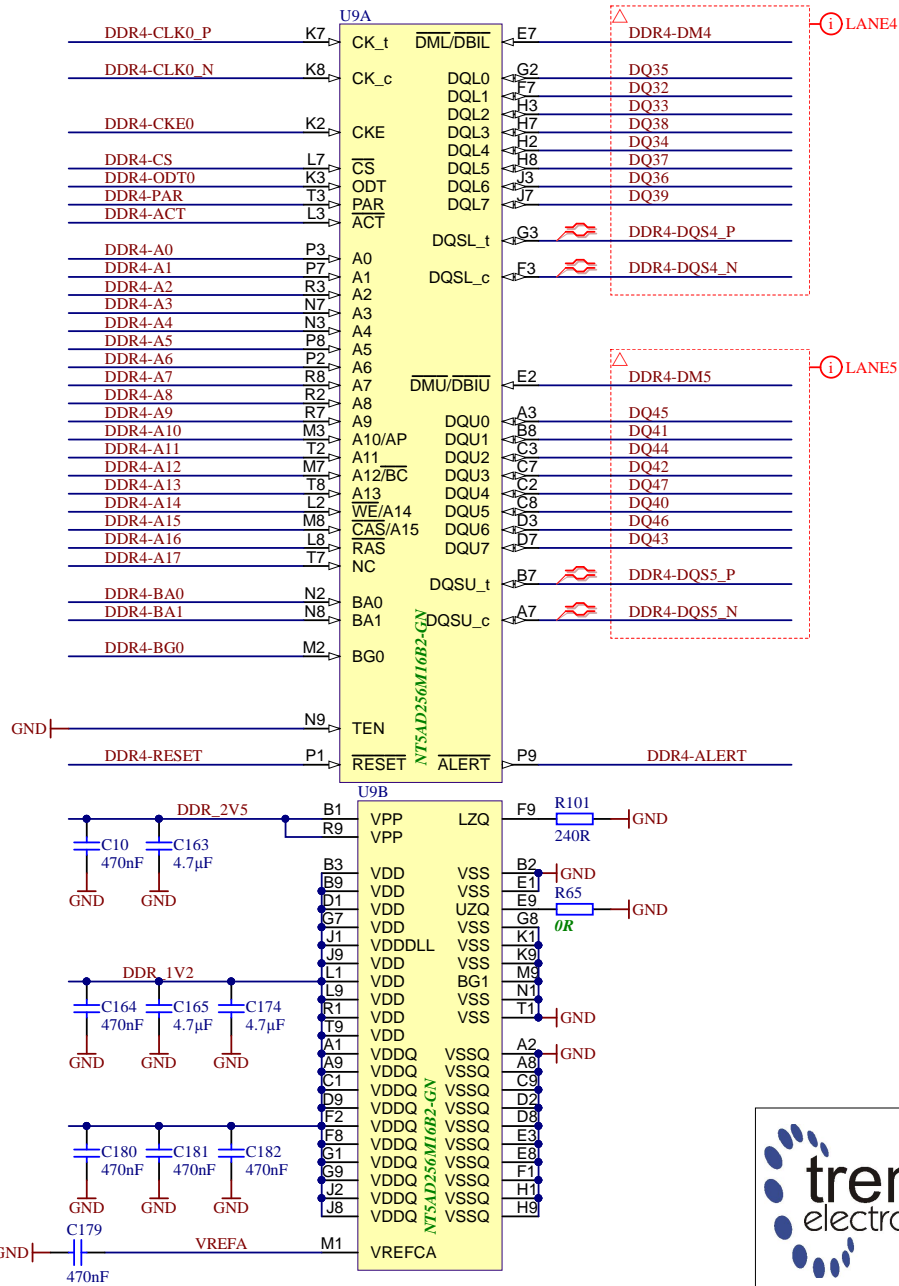 U9A
DDR4-CLK0_P K7 CK_t DML/DBIL E7 DDR4-DM4 LANE4
DDR4-CLK0_N K8 CK_c DQL0 G2 DQ35
DQL1 F7 DQ32
DQL2 H3 DQ33
DDR4-CKE0 K2 CKE DQL3 H7 DQ38
DQL4 H2 DQ34
DDR4-CS L7 CS DQL5 H8 DQ37
DDR4-ODT0 K3 ODT DQL6 J3 DQ36
DDR4-PAR T3 PAR DQL7 J7 DQ39
DDR4-ACT L3 ACT
DQSL_t G3 DDR4-DQS4_P
DDR4-A0 P3 A0
DDR4-A1 P7 A1 DQSL_c F3 DDR4-DQS4_N
DDR4-A2 R3 A2
DDR4-A3 N7 A3
DDR4-A4 N3 A4
DDR4-A5 P8 A5
DDR4-A6 P2 A6 LANE5
DDR4-A7 R8 A7 DMU/DBIU E2 DDR4-DM5
DDR4-A8 R2 A8
DDR4-A9 R7 A9 DQU0 A3 DQ45
DDR4-A10 M3 A10/AP DQU1 B8 DQ41
DDR4-A11 T2 A11 DQU2 C3 DQ44
DDR4-A12 M7 A12/BC DQU3 C7 DQ42
DDR4-A13 T8 A13 DQU4 C2 DQ47
DDR4-A14 L2 WE/A14 DQU5 C8 DQ40
DDR4-A15 M8 CAS/A15 DQU6 D3 DQ46
DDR4-A16 L8 RAS DQU7 D7 DQ43
DDR4-A17 T7 NC
DQSU_t B7 DDR4-DQS5_P
DDR4-BA0 N2 BA0
DDR4-BA1 N8 BA1 DQSU_c A7 DDR4-DQS5_N
DDR4-BG0 M2 BG0
NT5AD256M16B2-GN
GND N9 TEN
DDR4-RESET P1 RESET ALERT P9 DDR4-ALERT
U9B
DDR_2V5 B1 VPP LZQ F9 R101 GND
R9 VPP 240R
C10 C163
470nF 4.7µF
GND GND
B3 VDD VSS B2 GND
B9 VDD VSS E1
D1 VDD UZQ E9 R65 GND
G7 VDD VSS G8 0R
J1 VDDDLL VSS K1
J9 VDD VSS K9
DDR_1V2 L1 VDD BG1 M9
L9 VDD VSS N1
R1 VDD VSS T1 GND
T9 VDD
C164 C165 C174
470nF 4.7µF 4.7µF
GND GND GND
A1 VDDQ VSSQ A2 GND
A9 VDDQ VSSQ A8
C1 VDDQ VSSQ C9
D9 VDDQ VSSQ D2
F2 VDDQ VSSQ D8
F8 VDDQ VSSQ E3
G1 VDDQ VSSQ E8
G9 VDDQ VSSQ F1
J2 VDDQ VSSQ H1
J8 VDDQ VSSQ H9
C180 C181 C182
470nF 470nF 470nF
GND GND GND
NT5AD256M16B2-GN
C179
GND VREFA M1 VREFCA
470nF
tren
electro